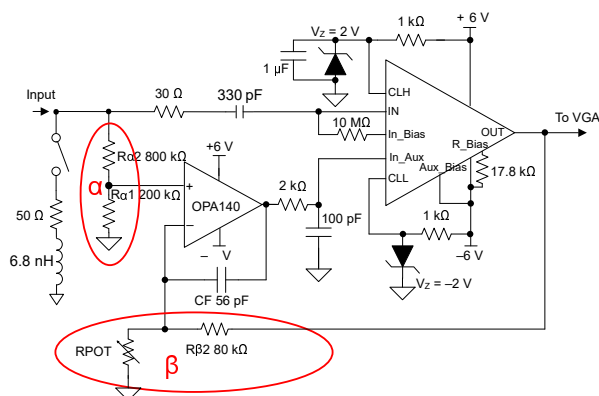 Vz = 2 V
1 kΩ
+ 6 V
1 µF
Input
30 Ω
330 pF
CLH
IN
10 MΩ
In_Bias
OUT
To VGA
R_Bias
In_Aux
Aux_Bias
17.8 kΩ
CLL
Rα2 800 kΩ
α
Rα1 200 kΩ
+6 V
+
OPA140
–
2 kΩ
50 Ω
100 pF
1 kΩ
–6 V
– V
6.8 nH
CF 56 pF
Vz = –2 V
RPOT
Rβ2 80 kΩ
β